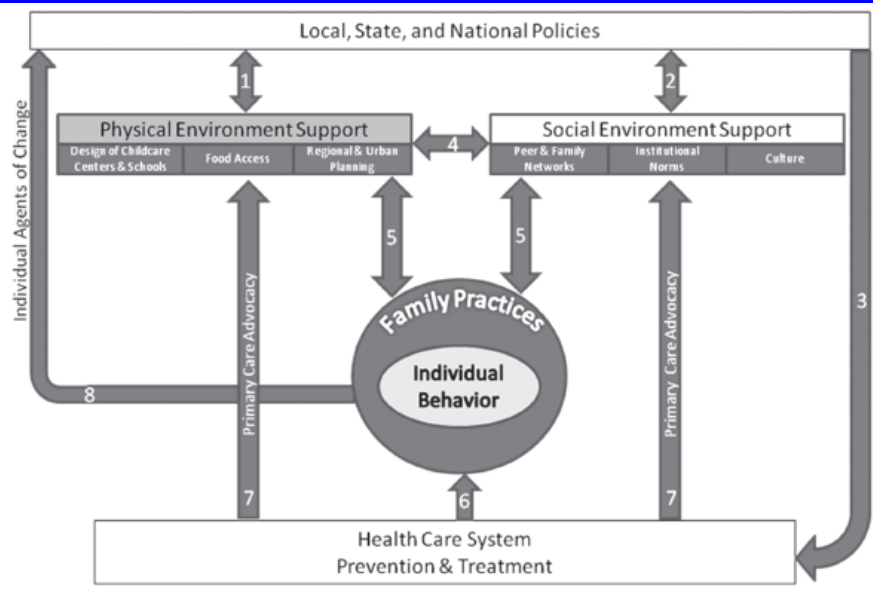 Local, State, and National Policies
1
2
Individual Agents of Change
Physical Environment Support
Design of Childcare
Centers & Schools
Food Access
Regional & Urban
Planning
4
Social Environment Support
Peer & Family
Networks
Institutional
Norms
Culture
5
5
3
Family Practices
Individual
Behavior
Primary Care Advocacy
Primary Care Advocacy
8
7
6
7
Health Care System
Prevention & Treatment